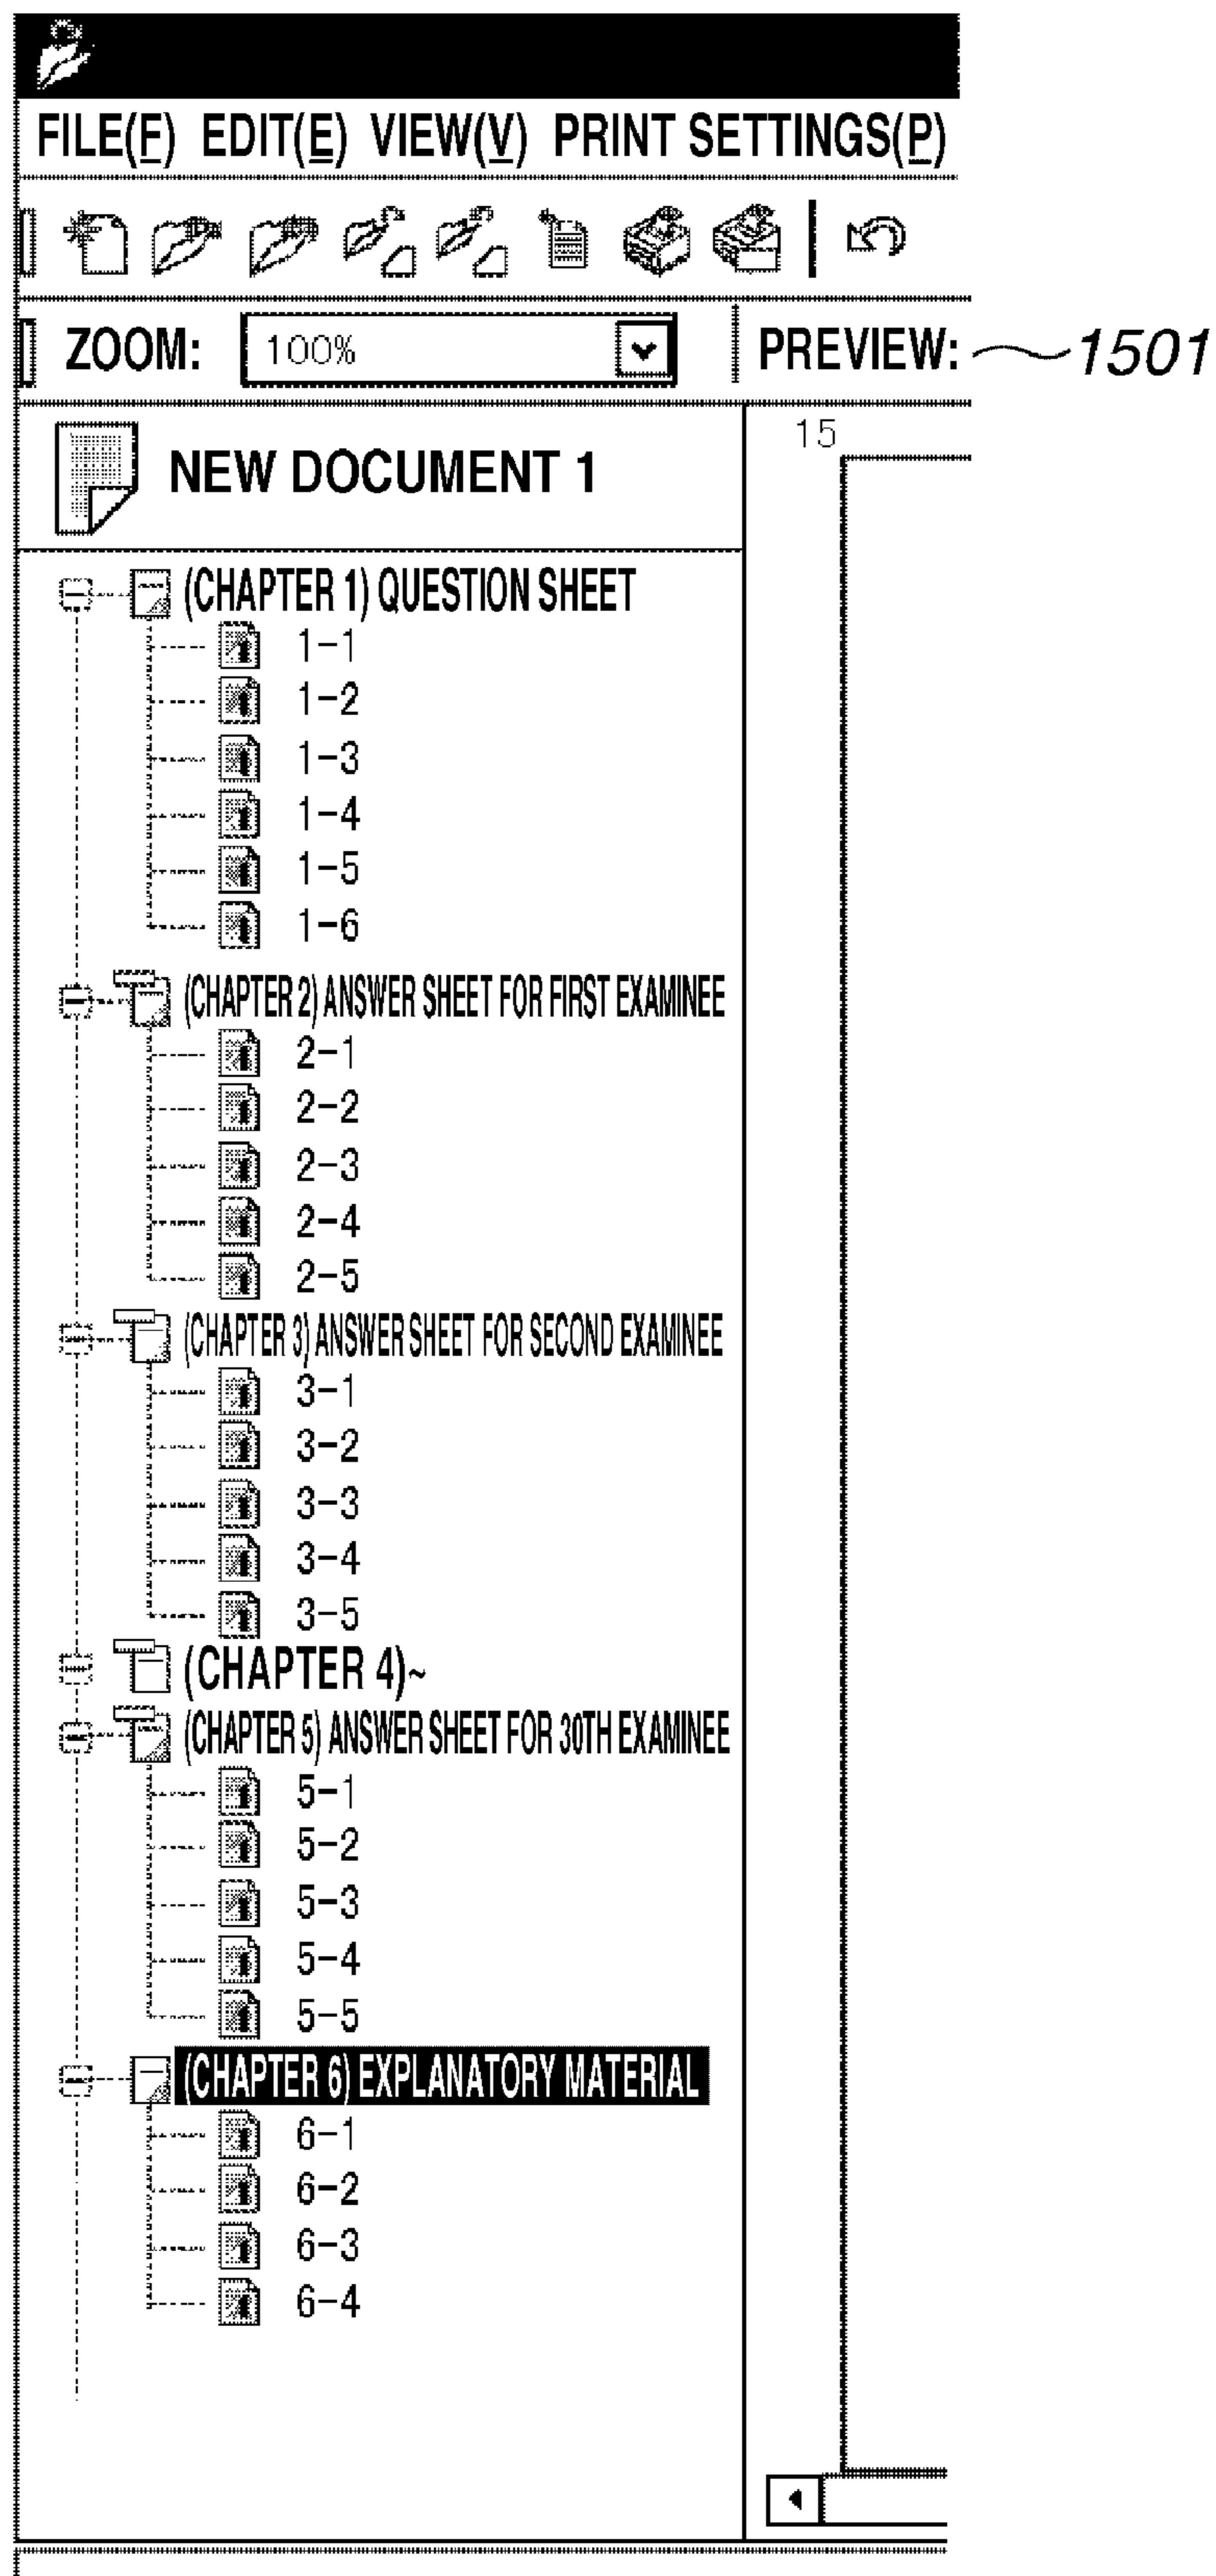 FILE(F) EDIT(E) VIEW(V) PRINT SETTINGS(P)
ZOOM: 100% PREVIEW: 1501
15
NEW DOCUMENT 1
(CHAPTER 1) QUESTION SHEET
1-1
1-2
1-3
1-4
1-5
1-6
(CHAPTER 2) ANSWER SHEET FOR FIRST EXAMINEE
2-1
2-2
2-3
2-4
2-5
(CHAPTER 3) ANSWER SHEET FOR SECOND EXAMINEE
3-1
3-2
3-3
3-4
3-5
(CHAPTER 4)~
(CHAPTER 5) ANSWER SHEET FOR 30TH EXAMINEE
5-1
5-2
5-3
5-4
5-5
(CHAPTER 6) EXPLANATORY MATERIAL
6-1
6-2
6-3
6-4